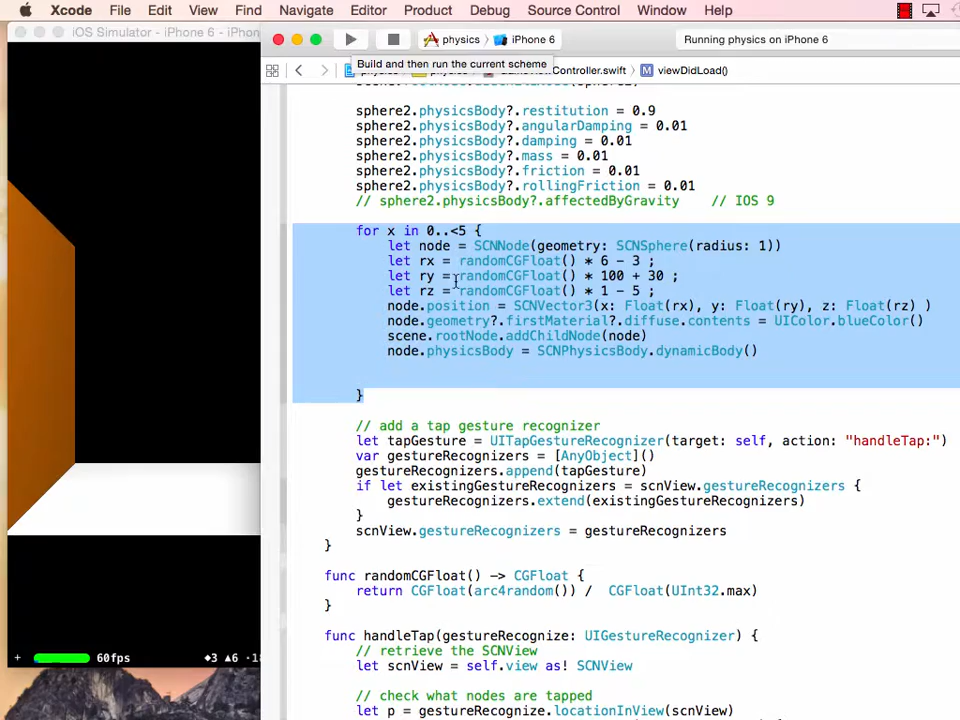 Xcode File Edit View Find Navigate Editor Product Debug Source Control Window Help
iOS Simulator - iPhone 6 - iPhon
physics iPhone 6 Running physics on iPhone 6
Build and then run the current scheme
viewDidLoad()
sphere2.physicsBody?.restitution = 0.9
sphere2.physicsBody?.angularDamping = 0.01
sphere2.physicsBody?.damping = 0.01
sphere2.physicsBody?.mass = 0.01
sphere2.physicsBody?.friction = 0.01
sphere2.physicsBody?.rollingFriction = 0.01
// sphere2.physicsBody?.affectedByGravity // IOS 9
for x in 0..<5 {
let node = SCNNode(geometry: SCNSphere(radius: 1))
let rx = randomCGFloat() * 6 - 3 ;
let ry = randomCGFloat() * 100 + 30 ;
let rz = randomCGFloat() * 1 - 5 ;
node.position = SCNVector3(x: Float(rx), y: Float(ry), z: Float(rz) )
node.geometry?.firstMaterial?.diffuse.contents = UIColor.blueColor()
scene.rootNode.addChildNode(node)
node.physicsBody = SCNPhysicsBody.dynamicBody()
}
// add a tap gesture recognizer
let tapGesture = UITapGestureRecognizer(target: self, action: "handleTap:")
var gestureRecognizers = [AnyObject]()
gestureRecognizers.append(tapGesture)
if let existingGestureRecognizers = scnView.gestureRecognizers {
gestureRecognizers.extend(existingGestureRecognizers)
}
scnView.gestureRecognizers = gestureRecognizers
}
func randomCGFloat() -> CGFloat {
return CGFloat(arc4random()) / CGFloat(UInt32.max)
}
func handleTap(gestureRecognize: UIGestureRecognizer) {
// retrieve the SCNView
let scnView = self.view as! SCNView
// check what nodes are tapped
let p = gestureRecognize.locationInView(scnView)
+ 60fps ◆3 ▲6